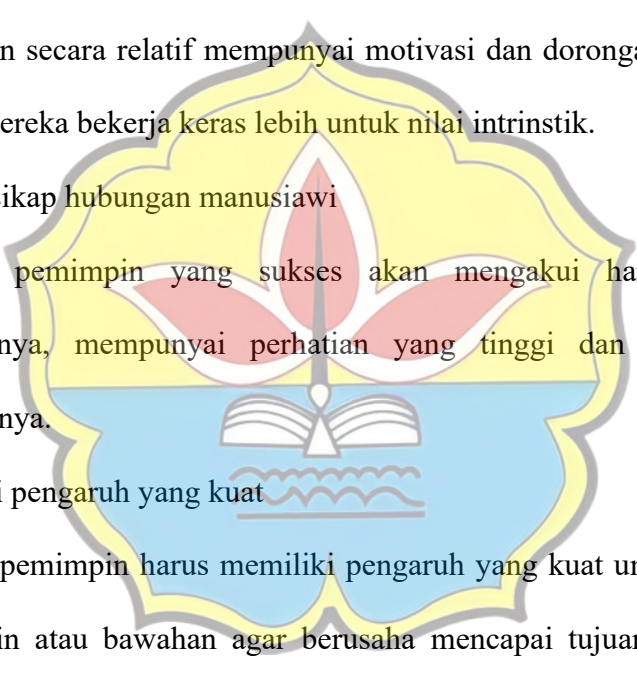 n secara relatif mempunyai motivasi dan doronga
ereka bekerja keras lebih untuk nilai intrinstik.
ikap hubungan manusiawi
pemimpin yang sukses akan mengakui ha
nya, mempunyai perhatian yang tinggi dan
nya.
i pengaruh yang kuat
pemimpin harus memiliki pengaruh yang kuat un
in atau bawahan agar berusaha mencapai tujuan